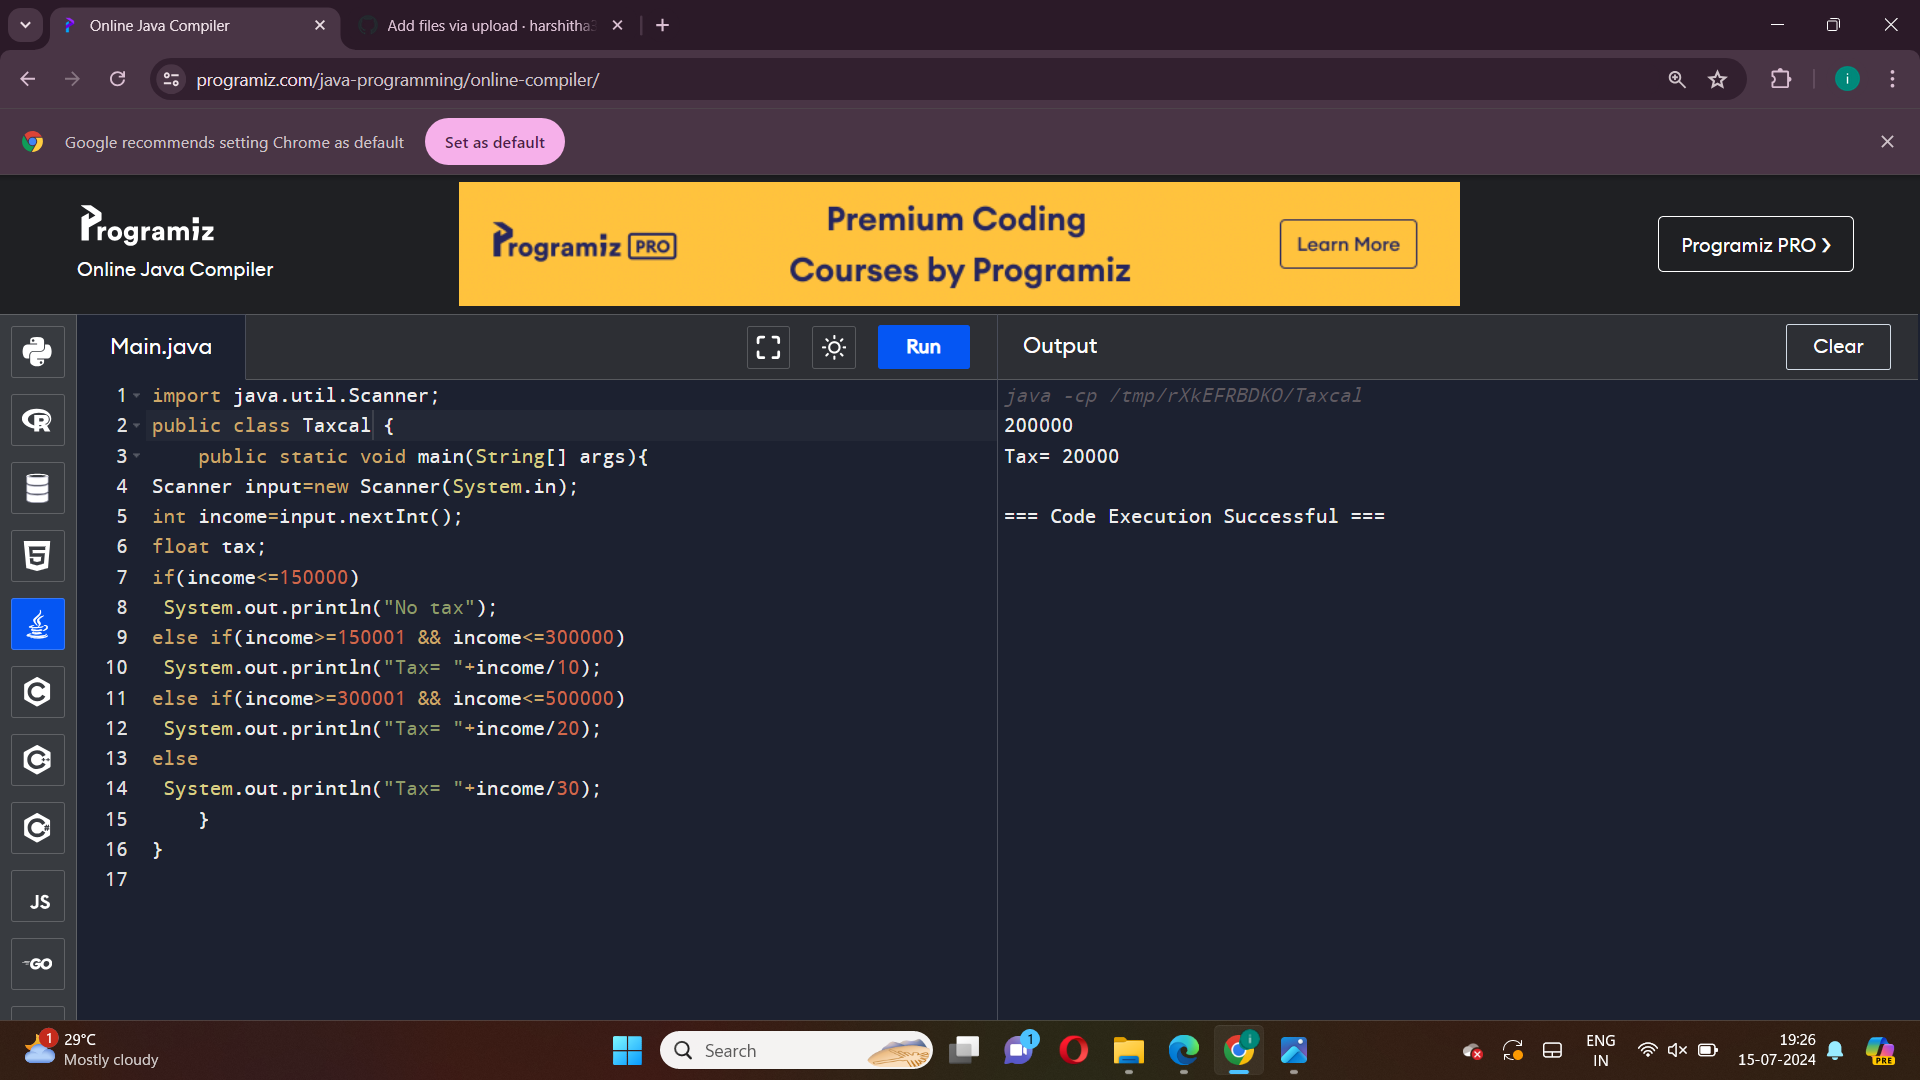 Online Java Compiler
Add files via upload · harshitha3
programiz.com/java-programming/online-compiler/
i
Google recommends setting Chrome as default
Set as default
Programiz
Online Java Compiler
Programiz PRO
Premium Coding
Courses by Programiz
Learn More
Programiz PRO ❯
Main.java
Run
Output
Clear
1 import java.util.Scanner;
2 public class Taxcal {
3     public static void main(String[] args){
4 Scanner input=new Scanner(System.in);
5 int income=input.nextInt();
6 float tax;
7 if(income<=150000)
8  System.out.println("No tax");
9 else if(income>=150001 && income<=300000)
10  System.out.println("Tax= "+income/10);
11 else if(income>=300001 && income<=500000)
12  System.out.println("Tax= "+income/20);
13 else
14  System.out.println("Tax= "+income/30);
15     }
16 }
17
java -cp /tmp/rXkEFRBDKO/Taxcal
200000
Tax= 20000
=== Code Execution Successful ===
R
5
C
C++
C#
JS
GO
1
29°C
Mostly cloudy
Search
1
i
ENG
IN
19:26
15-07-2024
PRE